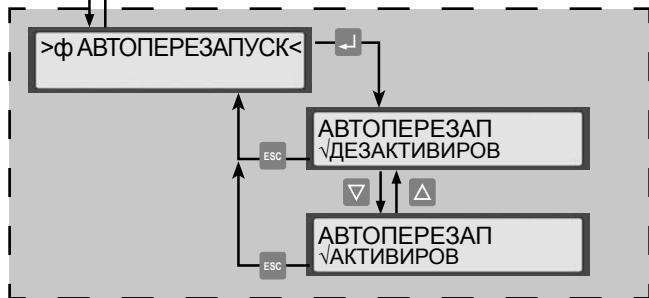 >ф АВТОПЕРЕЗАПУСК<
АВТОПЕРЕЗАП
√ДЕЗАКТИВИРОВ
ESC
АВТОПЕРЕЗАП
√АКТИВИРОВ
ESC